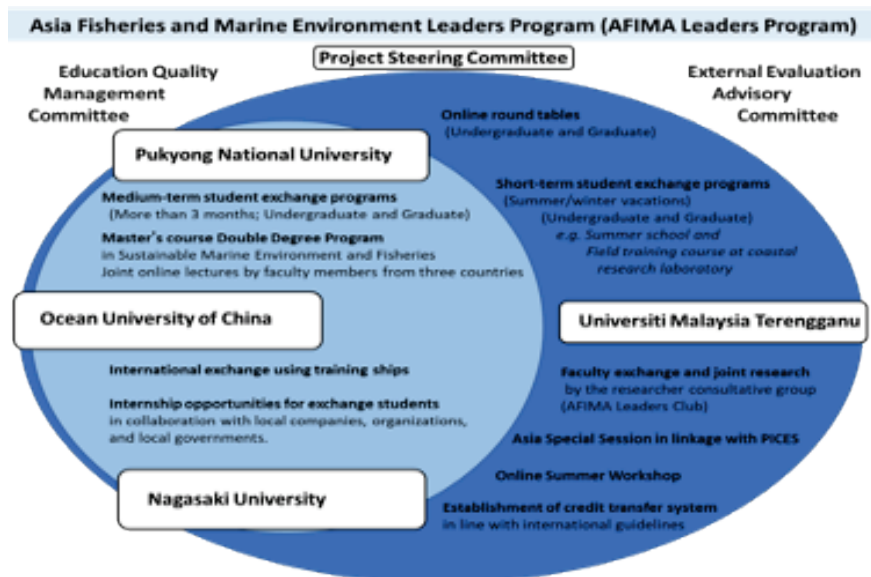 Asia Fisheries and Marine Environment Leaders Program (AFIMA Leaders Program)
Project Steering Committee
Education Quality
Management
Committee
External Evaluation
Advisory
Committee
Online round tables
(Undergraduate and Graduate)
Pukyong National University
Medium-term student exchange programs
(More than 3 months; Undergraduate and Graduate)
Master's course Double Degree Program
in Sustainable Marine Environment and Fisheries
Joint online lectures by faculty members from three countries
Short-term student exchange programs
(Summer/winter vacations)
(Undergraduate and Graduate)
e.g. Summer school and
Field training course at coastal
research laboratory
Ocean University of China
Universiti Malaysia Terengganu
International exchange using training ships
Internship opportunities for exchange students
in collaboration with local companies, organizations,
and local governments.
Faculty exchange and joint research
by the researcher consultative group
(AFIMA Leaders Club)
Asia Special Session in linkage with PICES
Online Summer Workshop
Nagasaki University
Establishment of credit transfer system
in line with international guidelines